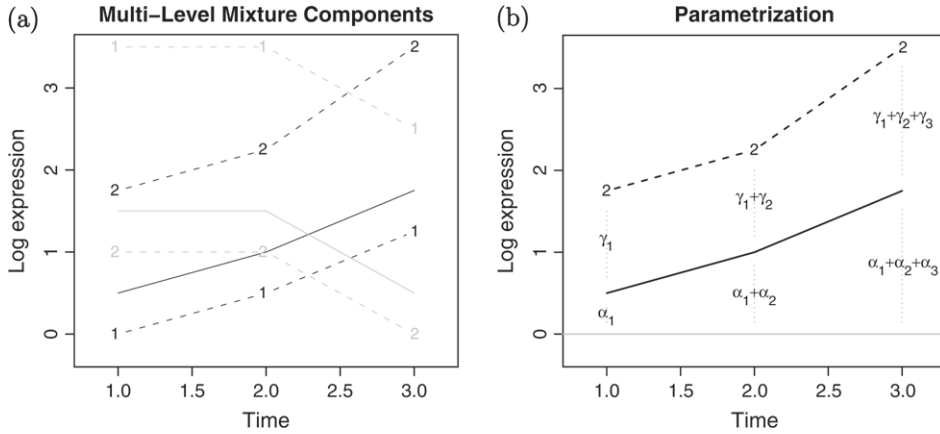 (a)
Multi−Level Mixture Components
Log expression
3
2
1
0
1
1
1
2
2
2
2
2
2
1
1
1
1.0 1.5 2.0 2.5 3.0
Time
(b)
Parametrization
Log expression
3
2
1
0
2
2
2
γ₁+γ₂+γ₃
γ₁+γ₂
γ₁
α₁+α₂+α₃
α₁+α₂
α₁
1.0 1.5 2.0 2.5 3.0
Time